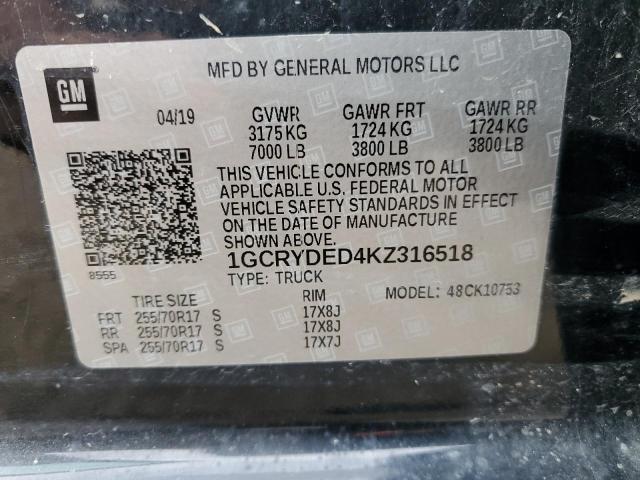 MFD BY GENERAL MOTORS LLC
GM
04/19 GVWR GAWR FRT GAWR RR
3175 KG 1724 KG 1724 KG
7000 LB 3800 LB 3800 LB
THIS VEHICLE CONFORMS TO ALL
APPLICABLE U.S. FEDERAL MOTOR
VEHICLE SAFETY STANDARDS IN EFFECT
ON THE DATE OF MANUFACTURE
SHOWN ABOVE.
1GCRYDED4KZ316518
8555
TYPE: TRUCK
MODEL: 48CK10753
TIRE SIZE RIM
FRT 255/70R17 S 17X8J
RR 255/70R17 S 17X8J
SPA 255/70R17 S 17X7J